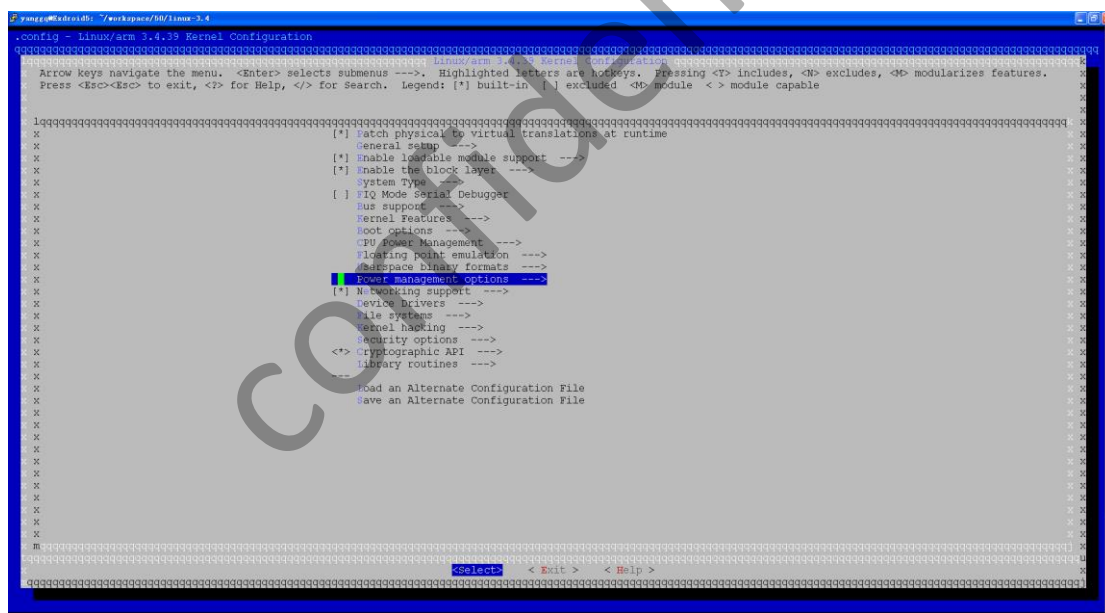 yanggq@Exdroid5: ~/workspace/50/linux-3.4
.config - Linux/arm 3.4.39 Kernel Configuration
Linux/arm 3.4.39 Kernel Configuration
Arrow keys navigate the menu. <Enter> selects submenus --->. Highlighted letters are hotkeys. Pressing <Y> includes, <N> excludes, <M> modularizes features.
Press <Esc><Esc> to exit, <?> for Help, </> for Search. Legend: [*] built-in [ ] excluded <M> module < > module capable
[*] Patch physical to virtual translations at runtime
General setup --->
[*] Enable loadable module support --->
[*] Enable the block layer --->
System Type --->
[ ] FIQ Mode Serial Debugger
Bus support --->
Kernel Features --->
Boot options --->
CPU Power Management --->
Floating point emulation --->
Userspace binary formats --->
Power management options --->
[*] Networking support --->
Device Drivers --->
File systems --->
Kernel hacking --->
Security options --->
<*> Cryptographic API --->
Library routines --->
---
Load an Alternate Configuration File
Save an Alternate Configuration File
<Select> < Exit > < Help >